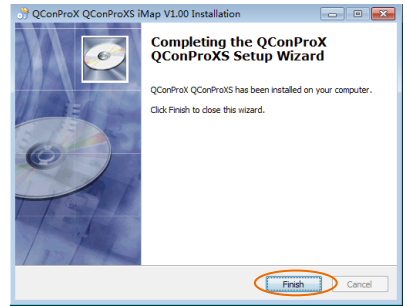 QConProX QConProXS iMap V1.00 Installation
Completing the QConProX
QConProXS Setup Wizard
QConProX QConProXS has been installed on your computer.
Click Finish to close this wizard.
Finish
Cancel